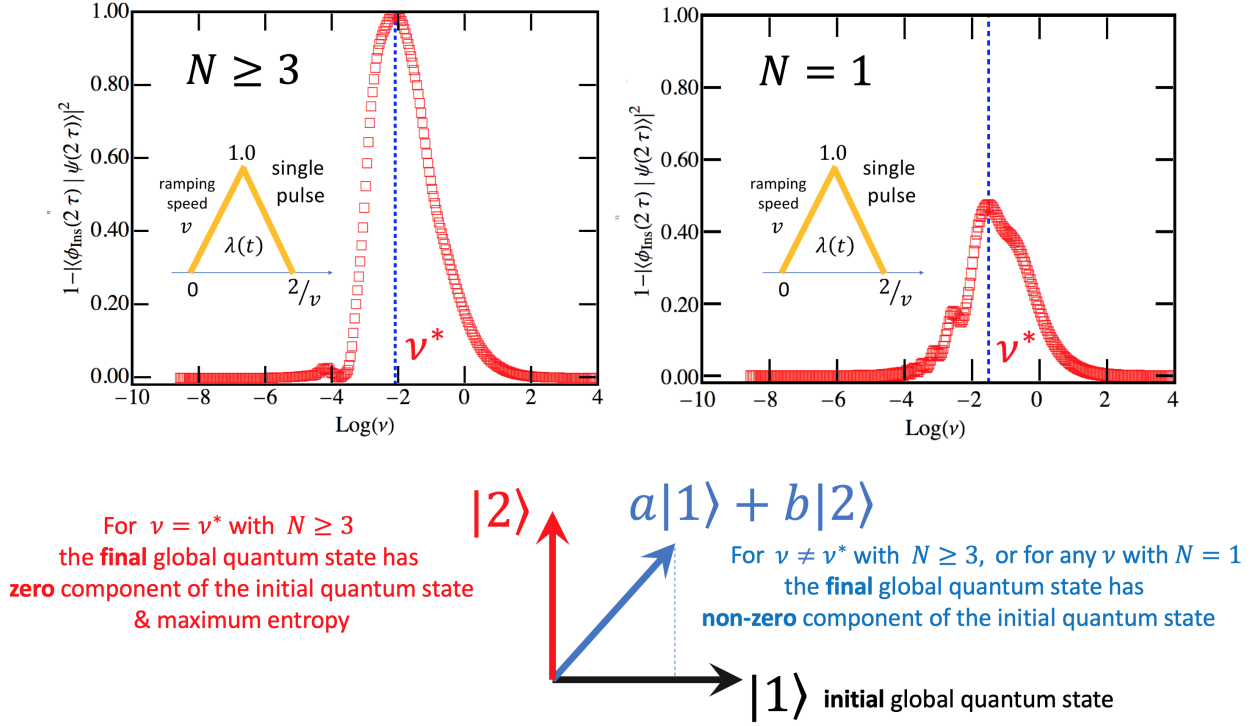 1.00
0.80
0.60
0.40
0.20
0.00
1−|⟨ϕIns(2 τ) | ψ(2 τ)⟩|²
N ≥ 3
1.0
ramping
speed
v
single
pulse
λ(t)
0
2/v
ν*
−10 −8 −6 −4 −2 0 2 4
Log(ν)
1.00
0.80
0.60
0.40
0.20
0.00
1−|⟨ϕIns(2 τ) | ψ(2 τ)⟩|²
N = 1
1.0
ramping
speed
v
single
pulse
λ(t)
0
2/v
ν*
−10 −8 −6 −4 −2 0 2 4
Log(ν)
For ν = ν* with N ≥ 3
the final global quantum state has
zero component of the initial quantum state
& maximum entropy
|2⟩
a|1⟩ + b|2⟩
For ν ≠ ν* with N ≥ 3, or for any ν with N = 1
the final global quantum state has
non-zero component of the initial quantum state
|1⟩ initial global quantum state